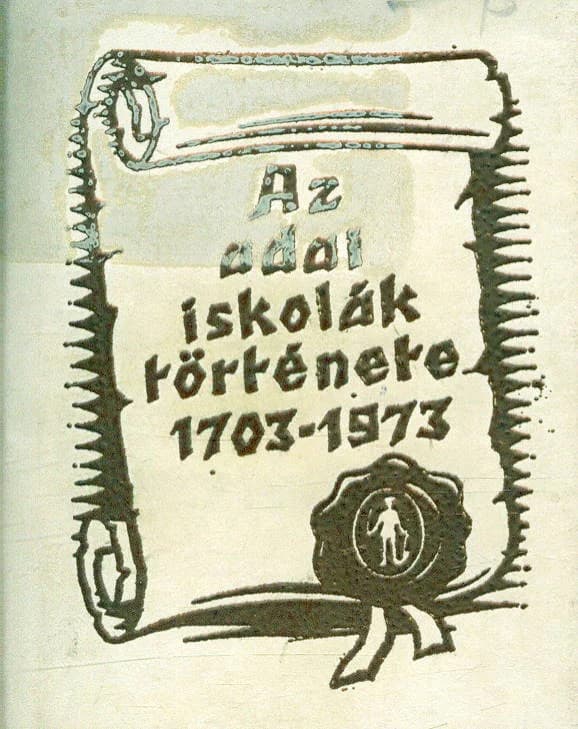 Az
adai
iskolák
története
1703-1973